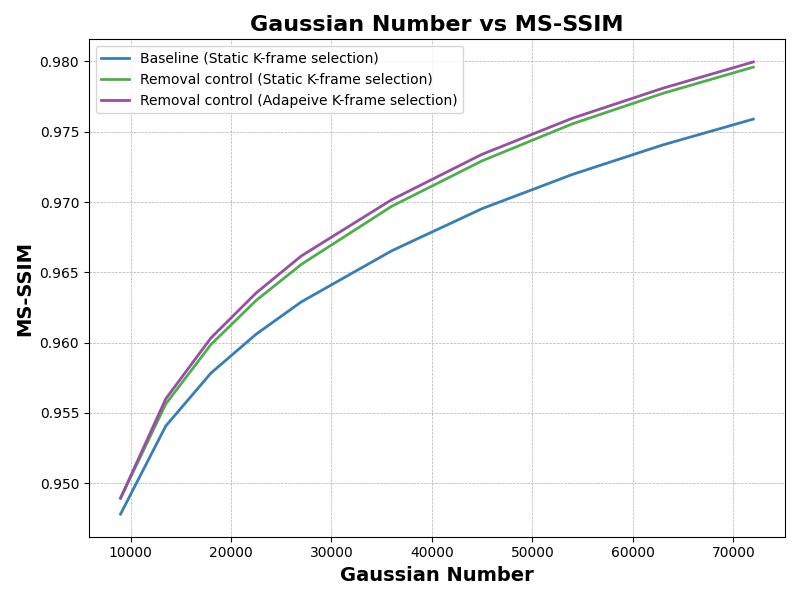 Gaussian Number vs MS-SSIM
Baseline (Static K-frame selection)
Removal control (Static K-frame selection)
Removal control (Adapeive K-frame selection)
MS-SSIM
0.980
0.975
0.970
0.965
0.960
0.955
0.950
10000 20000 30000 40000 50000 60000 70000
Gaussian Number